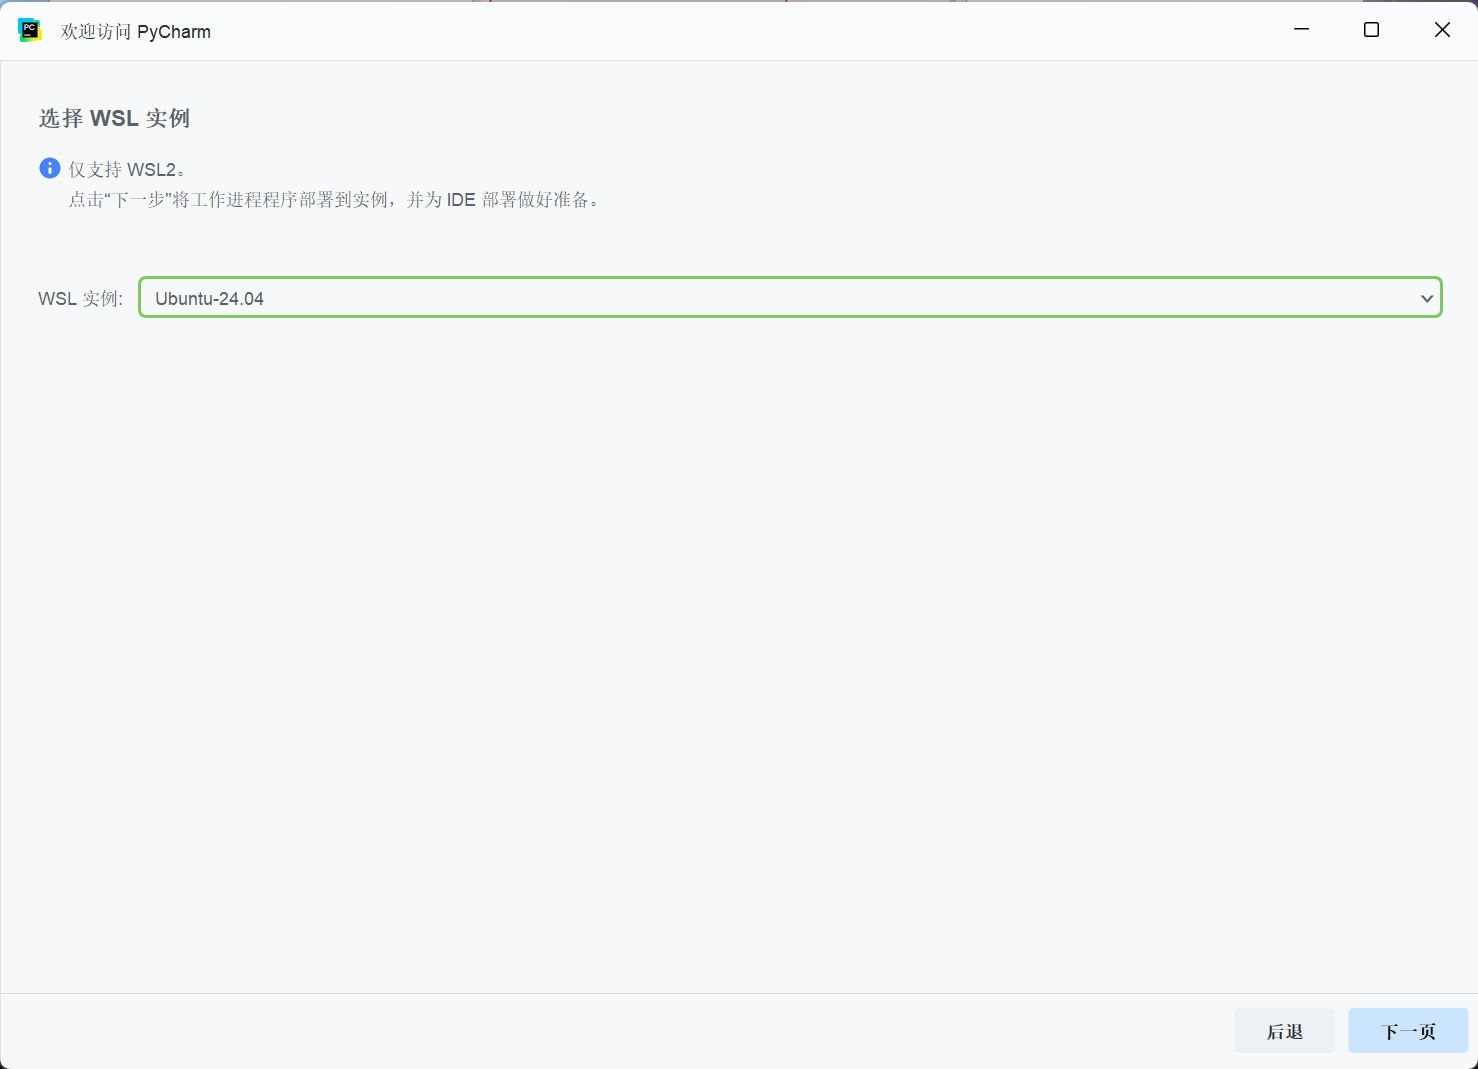 PC
欢迎访问 PyCharm
选择 WSL 实例
仅支持 WSL2。
点击“下一步”将工作进程程序部署到实例，并为 IDE 部署做好准备。
WSL 实例: Ubuntu-24.04
后退 下一页